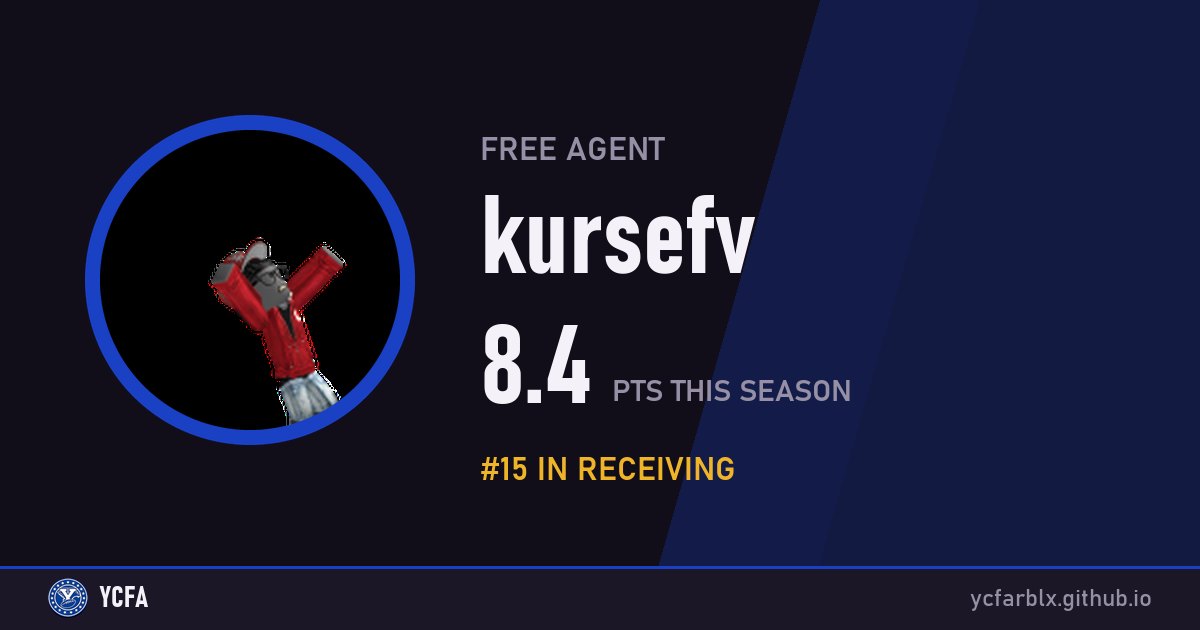 FREE AGENT
kursefv
8.4 PTS THIS SEASON
#15 IN RECEIVING
YCFA
ycfarblx.github.io